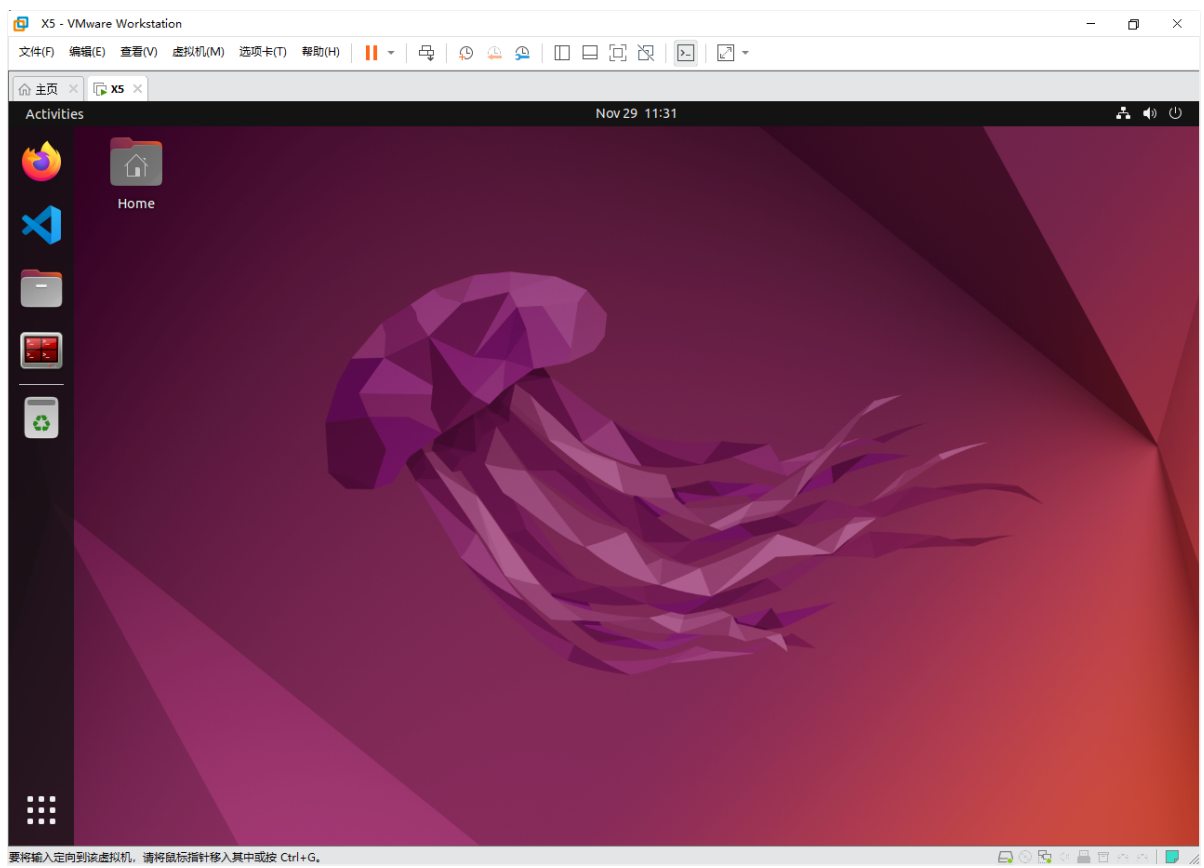 X5 - VMware Workstation
文件(F) 编辑(E) 查看(V) 虚拟机(M) 选项卡(T) 帮助(H)
主页 X5
Activities Nov 29 11:31
Home
要将输入定向到该虚拟机，请将鼠标指针移入其中或按 Ctrl+G。